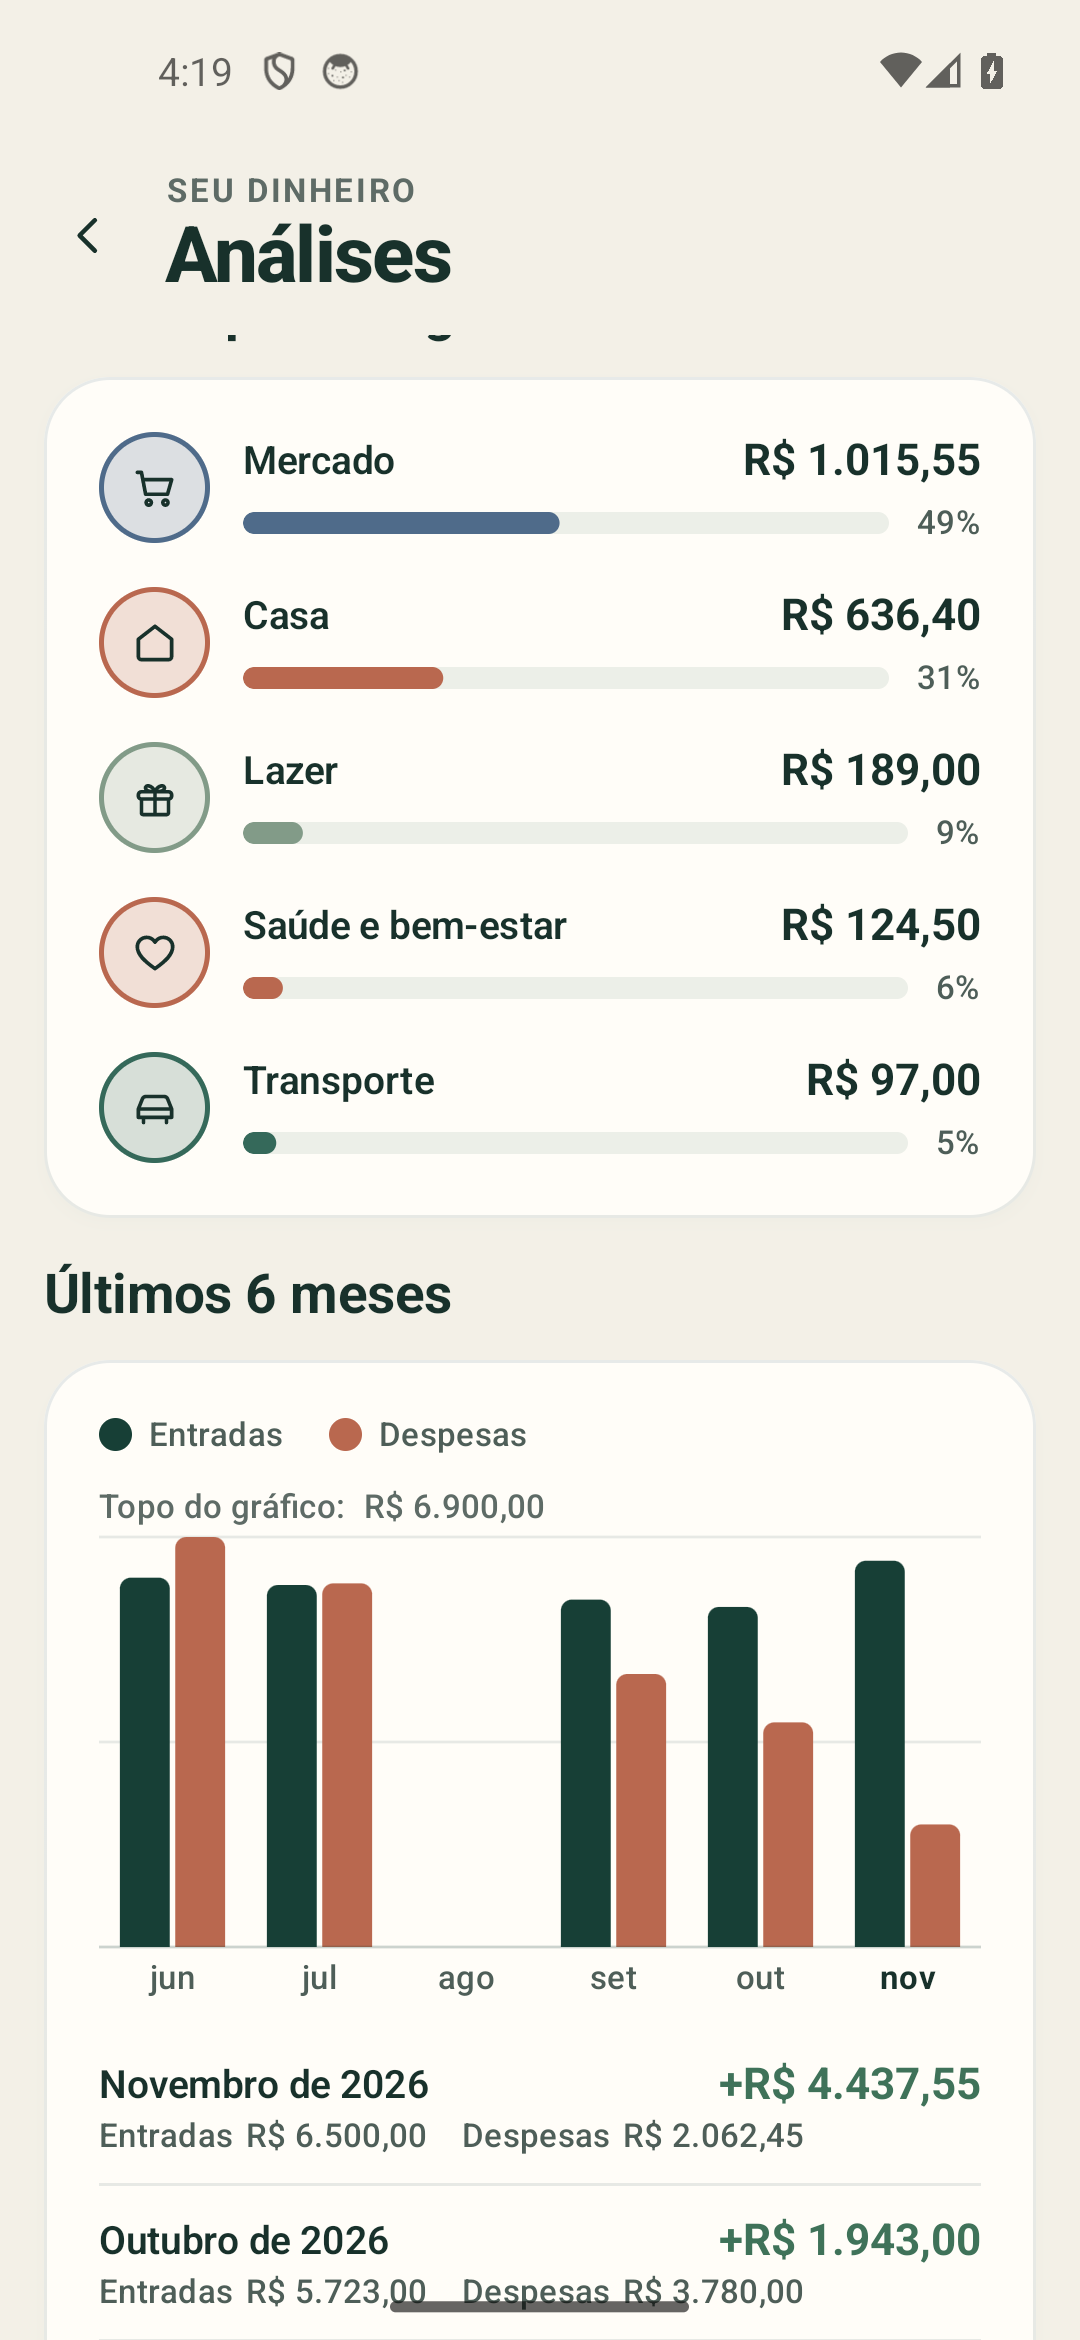 4:19
SEU DINHEIRO
Análises
Mercado R$ 1.015,55
49%
Casa R$ 636,40
31%
Lazer R$ 189,00
9%
Saúde e bem-estar R$ 124,50
6%
Transporte R$ 97,00
5%
Últimos 6 meses
Entradas Despesas
Topo do gráfico: R$ 6.900,00
jun jul ago set out nov
Novembro de 2026 +R$ 4.437,55
Entradas R$ 6.500,00 Despesas R$ 2.062,45
Outubro de 2026 +R$ 1.943,00
Entradas R$ 5.723,00 Despesas R$ 3.780,00